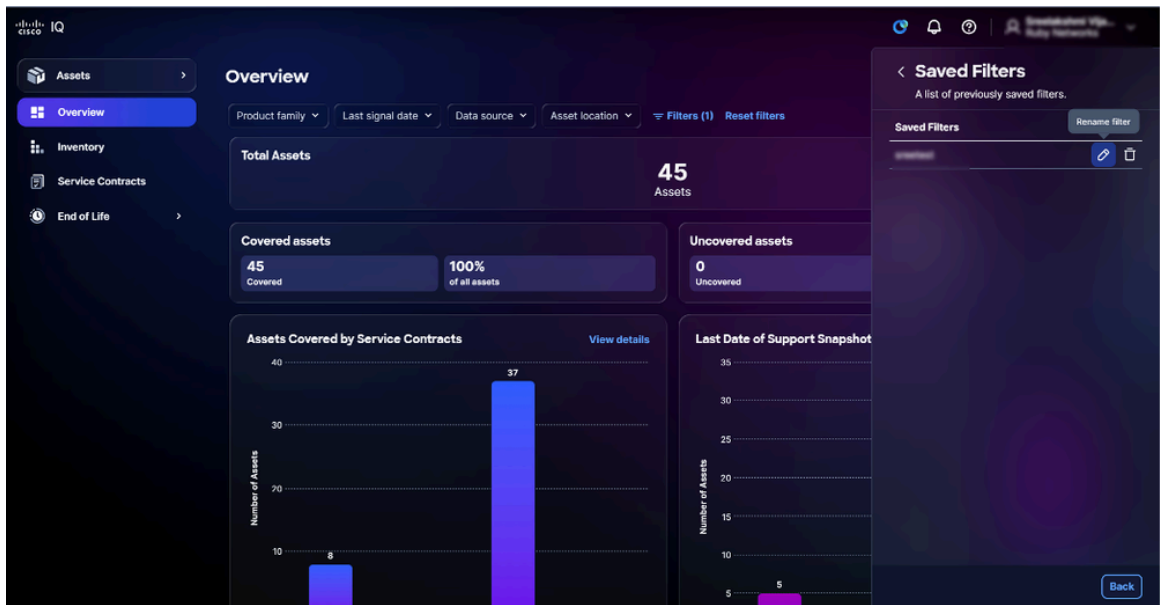 cisco IQ
Assets
Overview
Inventory
Service Contracts
End of Life
Overview
Product family
Last signal date
Data source
Asset location
Filters (1)
Reset filters
Total Assets
45
Assets
Covered assets
45
Covered
100%
of all assets
Uncovered assets
0
Uncovered
Assets Covered by Service Contracts
View details
40
37
30
20
10
8
Number of Assets
Last Date of Support Snapshot
35
30
25
20
15
10
5
5
Number of Assets
Saved Filters
A list of previously saved filters.
Saved Filters
Rename filter
Back